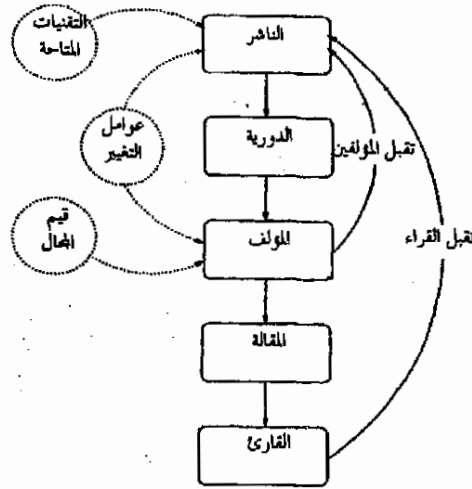 التقنيات
المتاحة
الناشر
عوامل
التغيير
الدورية
تقبل المؤلفين
قيم
المجال
المؤلف
تقبل القراء
المقالة
القارئ